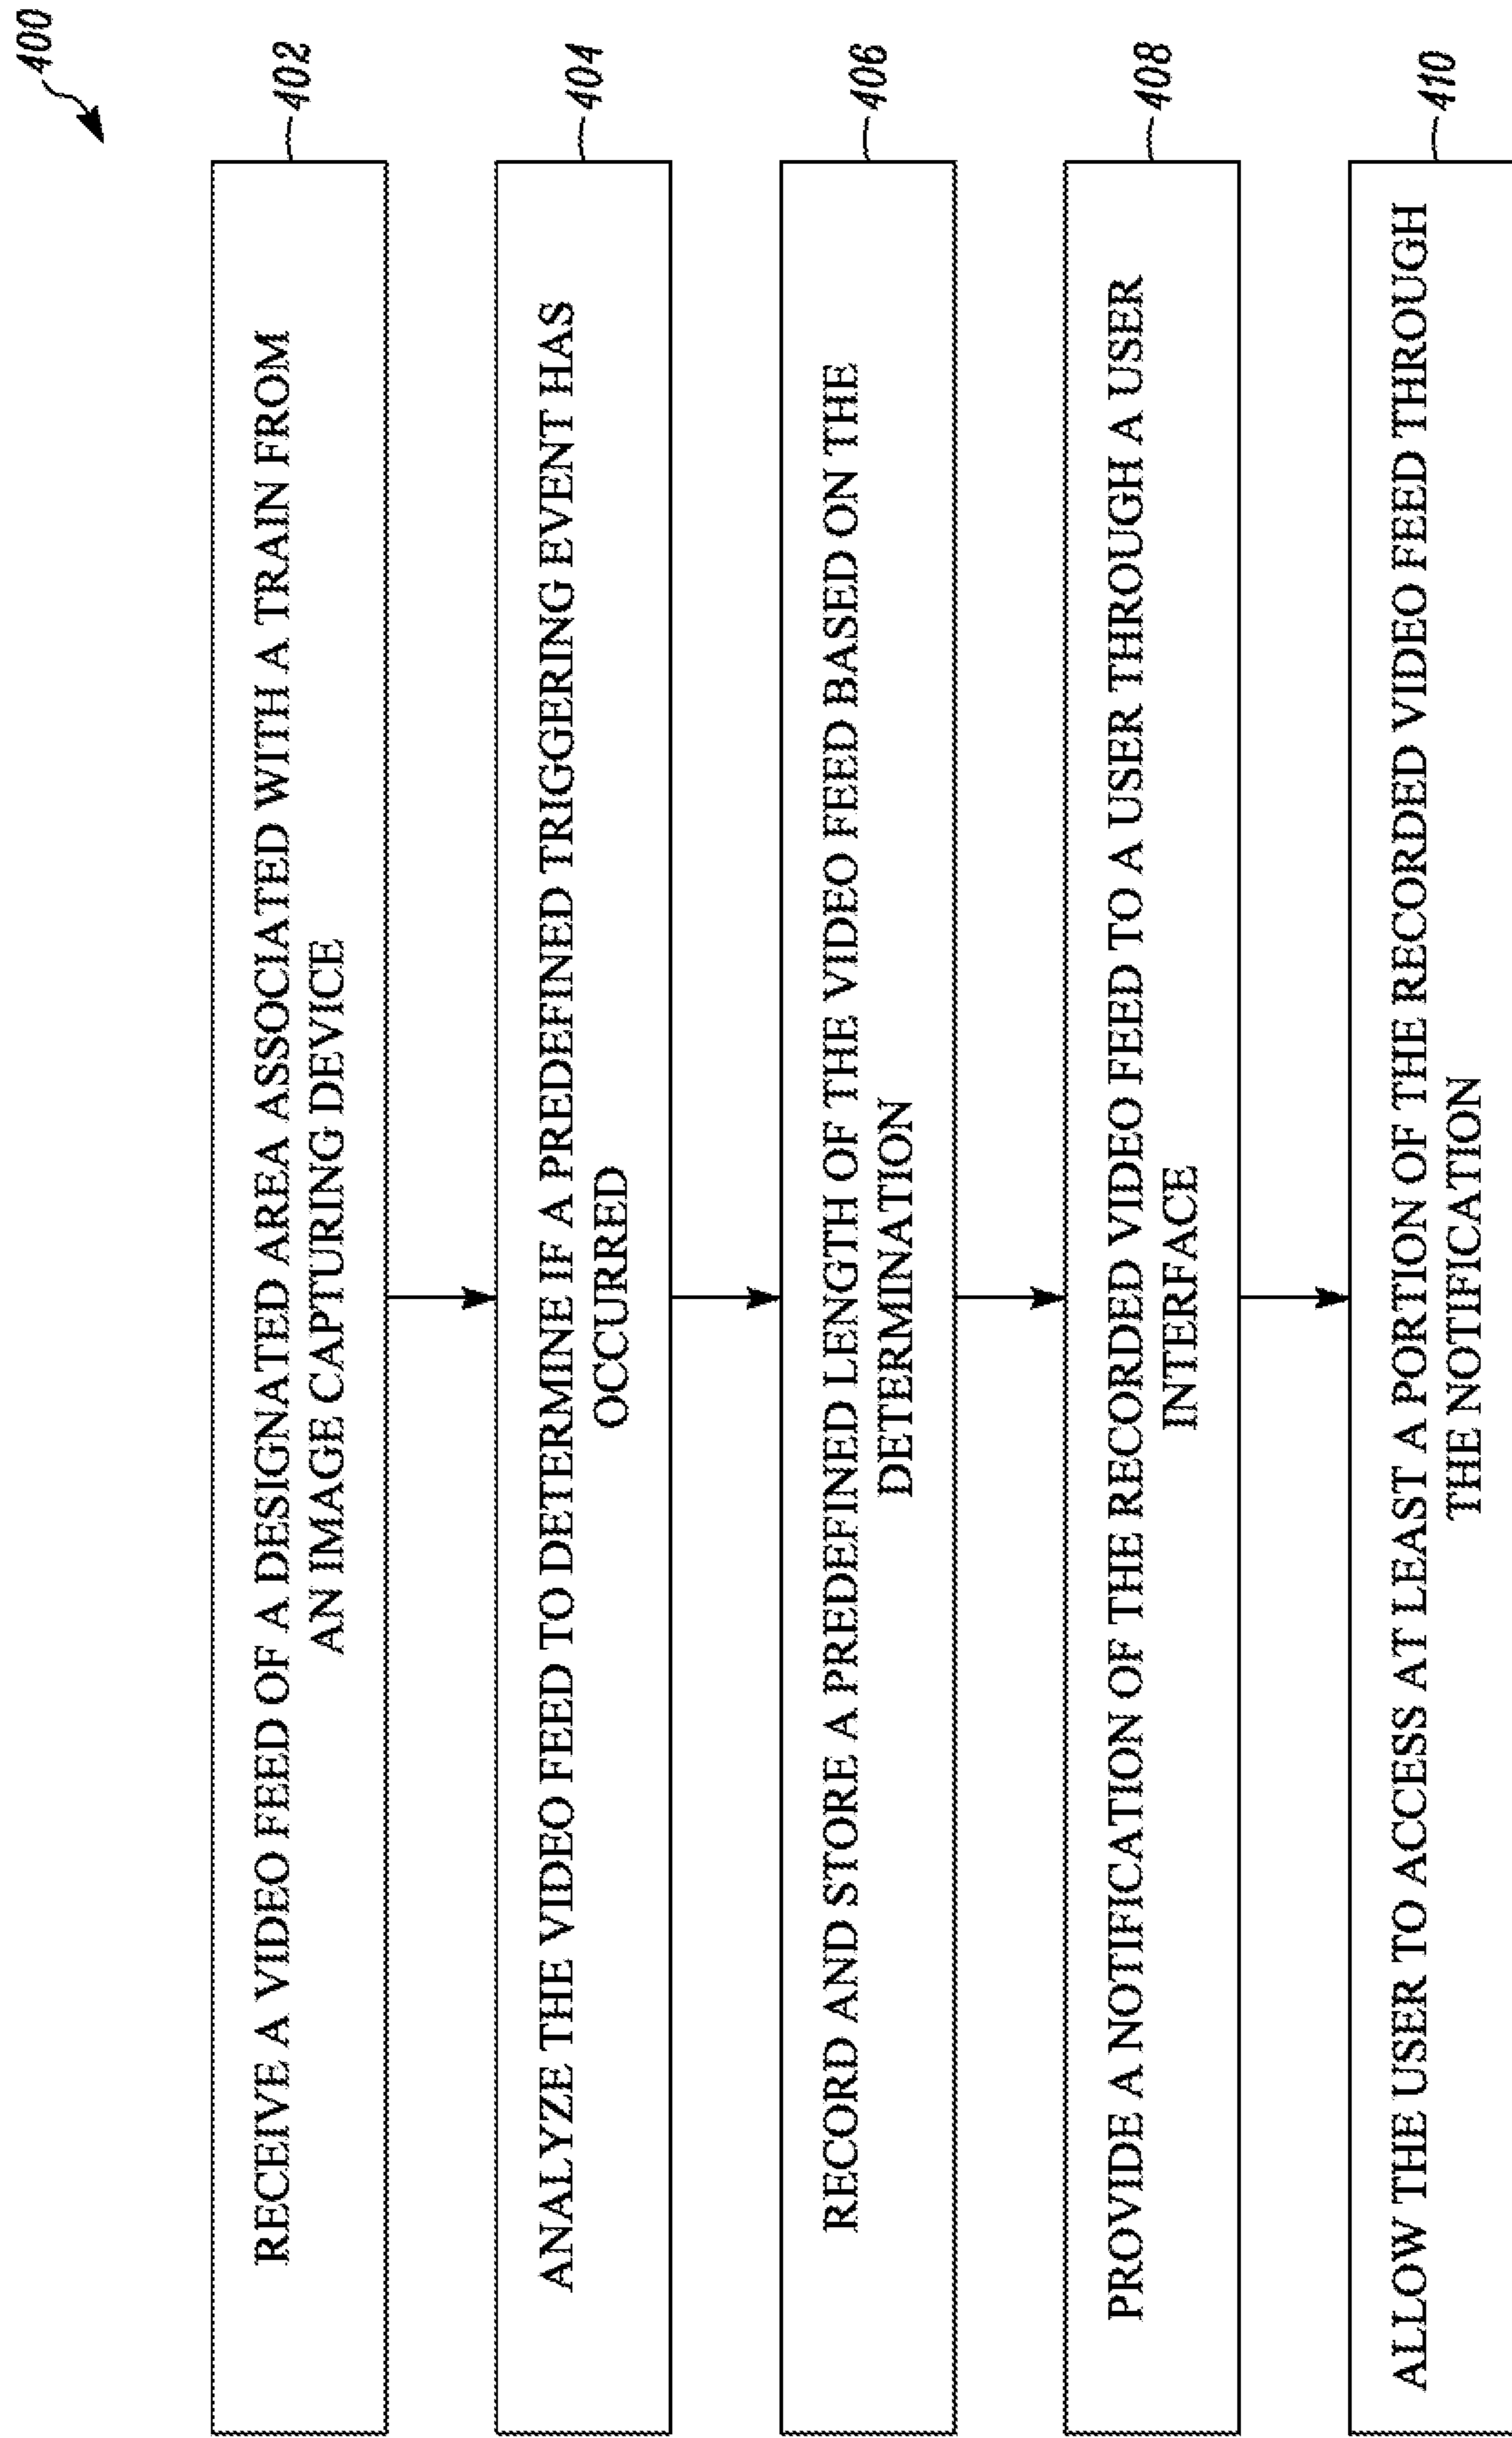 400
RECEIVE A VIDEO FEED OF A DESIGNATED AREA ASSOCIATED WITH A TRAIN FROM
AN IMAGE CAPTURING DEVICE
402
ANALYZE THE VIDEO FEED TO DETERMINE IF A PREDEFINED TRIGGERING EVENT HAS
OCCURRED
404
RECORD AND STORE A PREDEFINED LENGTH OF THE VIDEO FEED BASED ON THE
DETERMINATION
406
PROVIDE A NOTIFICATION OF THE RECORDED VIDEO FEED TO A USER THROUGH A USER
INTERFACE
408
ALLOW THE USER TO ACCESS AT LEAST A PORTION OF THE RECORDED VIDEO FEED THROUGH
THE NOTIFICATION
410